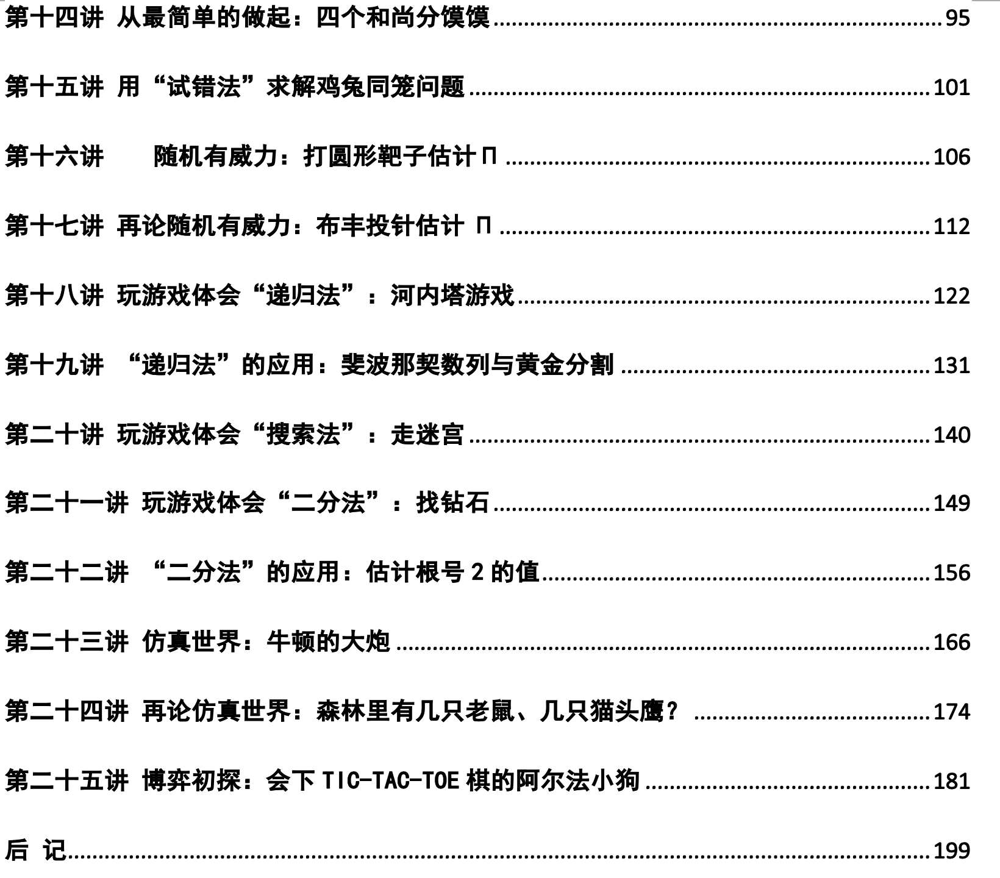 第十四讲 从最简单的做起：四个和尚分馍馍 95
第十五讲 用“试错法”求解鸡兔同笼问题 101
第十六讲 随机有威力：打圆形靶子估计Π 106
第十七讲 再论随机有威力：布丰投针估计 Π 112
第十八讲 玩游戏体会“递归法”：河内塔游戏 122
第十九讲 “递归法”的应用：斐波那契数列与黄金分割 131
第二十讲 玩游戏体会“搜索法”：走迷宫 140
第二十一讲 玩游戏体会“二分法”：找钻石 149
第二十二讲 “二分法”的应用：估计根号 2 的值 156
第二十三讲 仿真世界：牛顿的大炮 166
第二十四讲 再论仿真世界：森林里有几只老鼠、几只猫头鹰？ 174
第二十五讲 博弈初探：会下 TIC-TAC-TOE 棋的阿尔法小狗 181
后 记 199